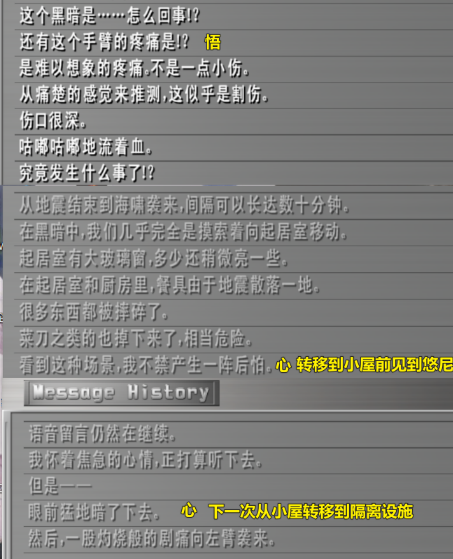 这个黑暗是……怎么回事!?
还有这个手臂的疼痛是!? 悟
是难以想象的疼痛。不是一点小伤。
从痛楚的感觉来推测,这似乎是割伤。
伤口很深。
咕嘟咕嘟地流着血。
究竟发生什么事了!?
从地震结束到海啸袭来,间隔可以长达数十分钟。
在黑暗中,我们几乎完全是摸索着向起居室移动。
起居室有大玻璃窗,多少还稍微亮一些。
在起居室和厨房里,餐具由于地震散落一地。
很多东西都被摔碎了。
菜刀之类的也掉下来了,相当危险。
看到这种场景,我不禁产生一阵后怕。心 转移到小屋前见到悠尼
Message History
语音留言仍然在继续。
我怀着焦急的心情,正打算听下去。
但是——
眼前猛地暗了下去。 心 下一次从小屋转移到隔离设施
然后,一股灼烧般的剧痛向左臂袭来。